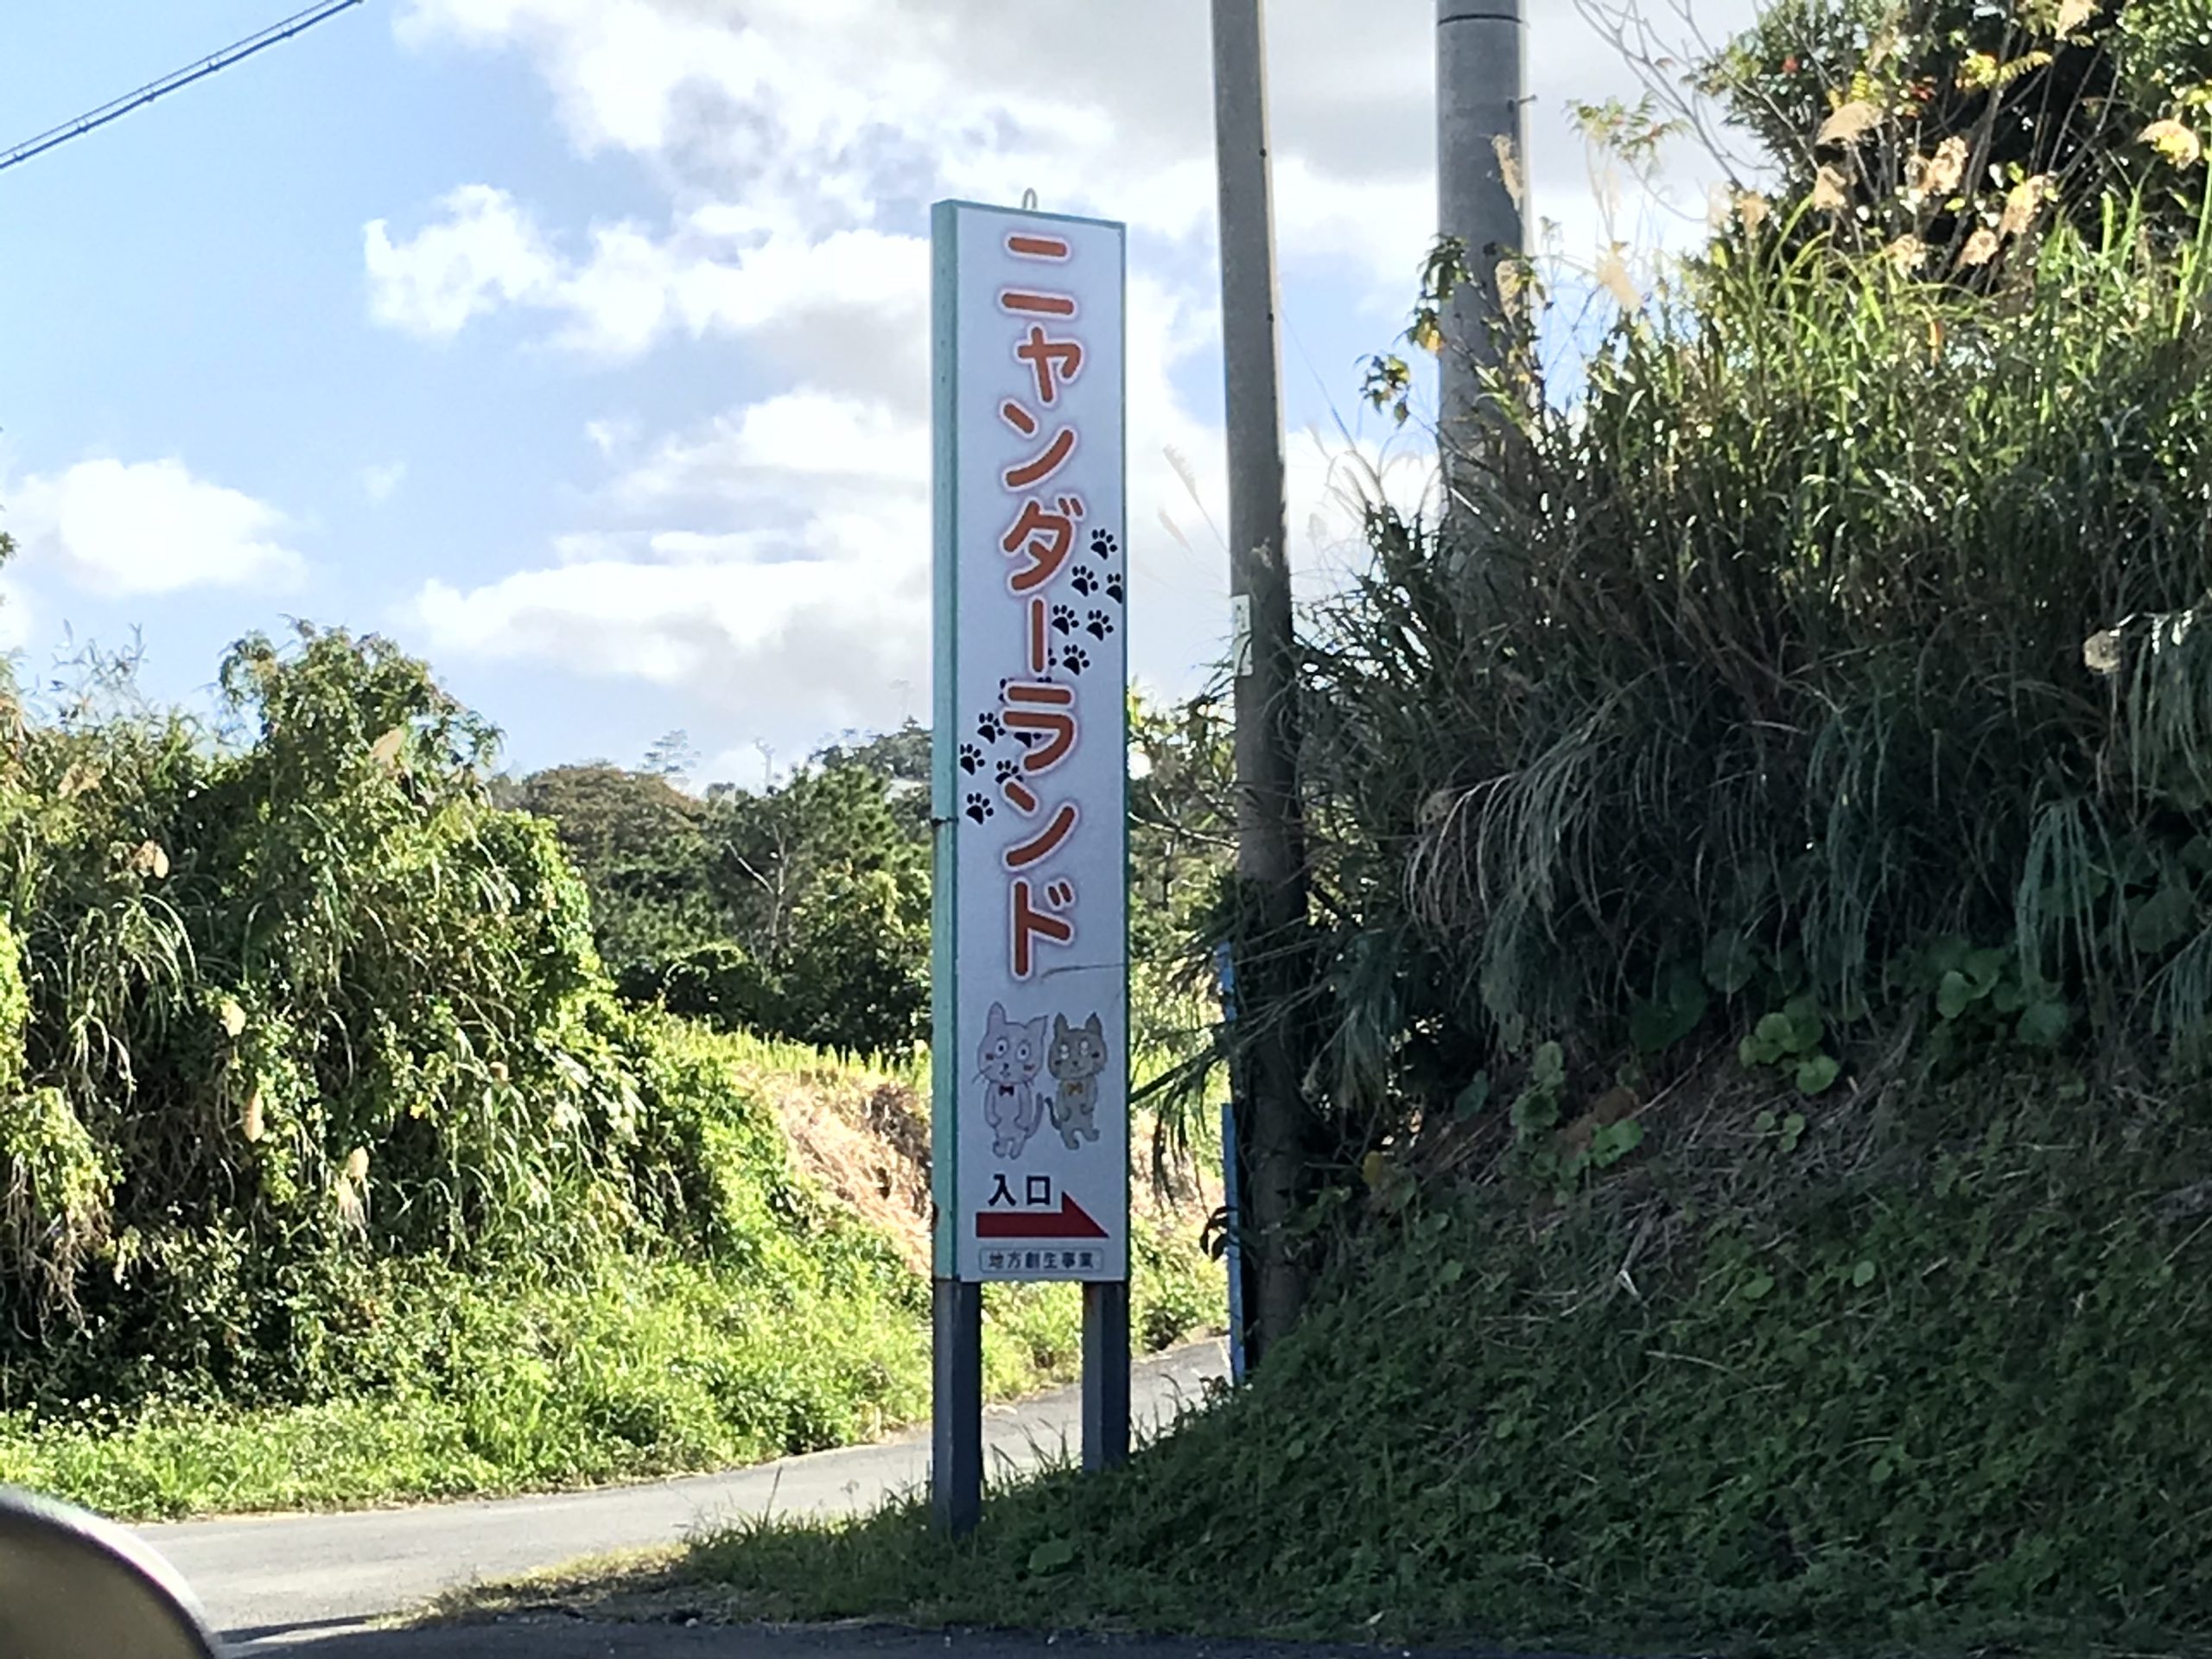 ニャンダーランド
入口
地方創生事業